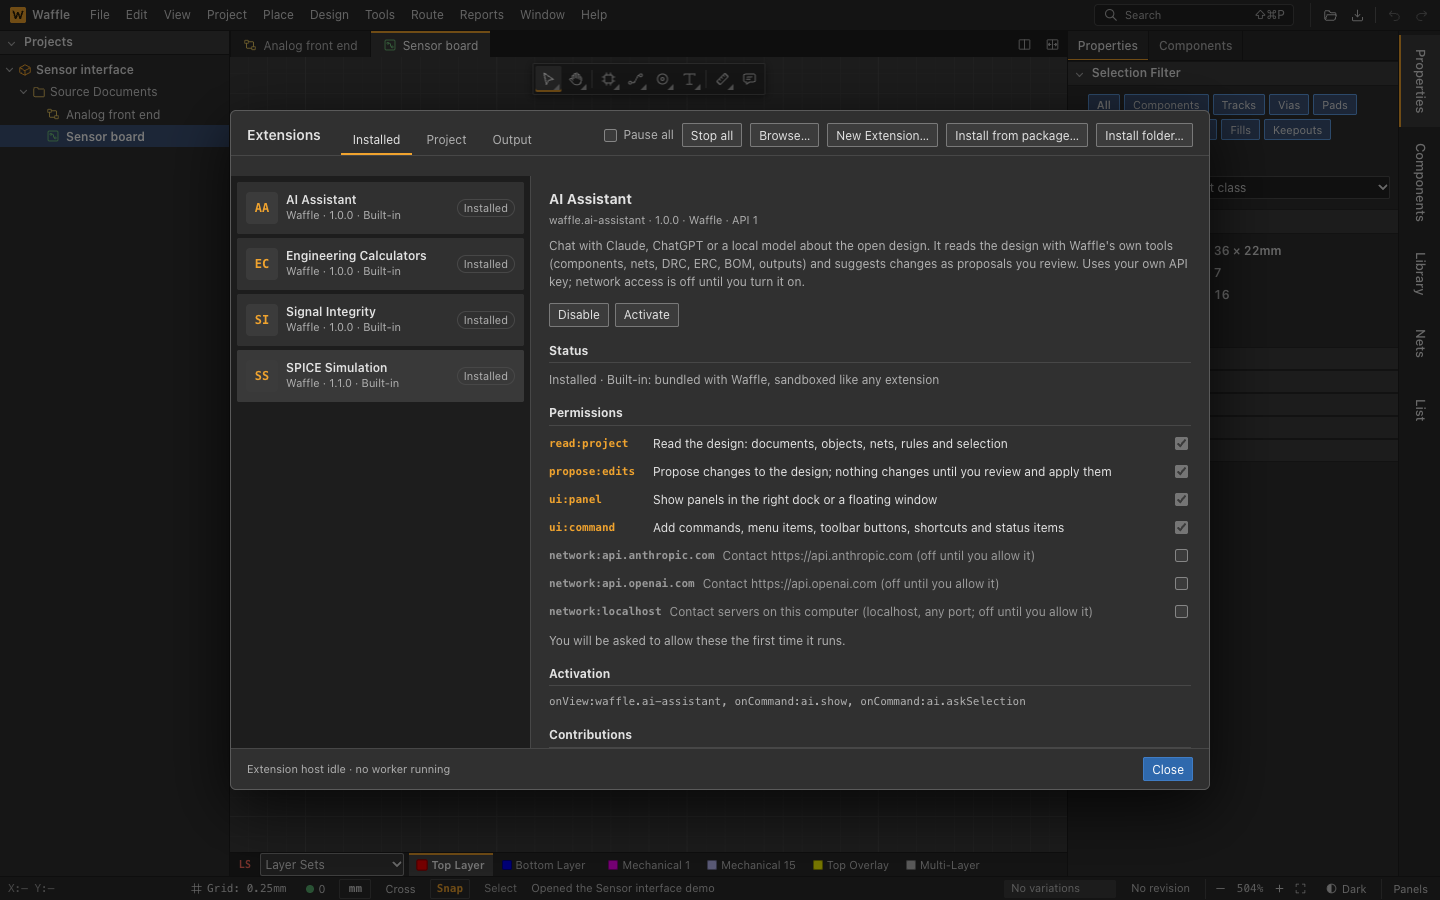 Waffle File Edit View Project Place Design Tools Route Reports Window Help Search ⇧⌘P
Projects
Analog front end Sensor board
Properties Components
Sensor interface
Source Documents
Analog front end
Sensor board
Selection Filter
All Components Tracks Vias Pads
Fills Keepouts
t class
36 × 22mm
7
16
Properties
Components
Library
Nets
List
Extensions Installed Project Output Pause all Stop all Browse... New Extension... Install from package... Install folder...
AA AI Assistant
Waffle · 1.0.0 · Built-in
Installed
EC Engineering Calculators
Waffle · 1.0.0 · Built-in
Installed
SI Signal Integrity
Waffle · 1.0.0 · Built-in
Installed
SS SPICE Simulation
Waffle · 1.1.0 · Built-in
Installed
AI Assistant
waffle.ai-assistant · 1.0.0 · Waffle · API 1
Chat with Claude, ChatGPT or a local model about the open design. It reads the design with Waffle's own tools
(components, nets, DRC, ERC, BOM, outputs) and suggests changes as proposals you review. Uses your own API
key; network access is off until you turn it on.
Disable Activate
Status
Installed · Built-in: bundled with Waffle, sandboxed like any extension
Permissions
read:project Read the design: documents, objects, nets, rules and selection
propose:edits Propose changes to the design; nothing changes until you review and apply them
ui:panel Show panels in the right dock or a floating window
ui:command Add commands, menu items, toolbar buttons, shortcuts and status items
network:api.anthropic.com Contact https://api.anthropic.com (off until you allow it)
network:api.openai.com Contact https://api.openai.com (off until you allow it)
network:localhost Contact servers on this computer (localhost, any port; off until you allow it)
You will be asked to allow these the first time it runs.
Activation
onView:waffle.ai-assistant, onCommand:ai.show, onCommand:ai.askSelection
Contributions
Extension host idle · no worker running
Close
LS Layer Sets Top Layer Bottom Layer Mechanical 1 Mechanical 15 Top Overlay Multi-Layer
X:— Y:— Grid: 0.25mm 0 mm Cross Snap Select Opened the Sensor interface demo No variations No revision − 504% + Dark Panels